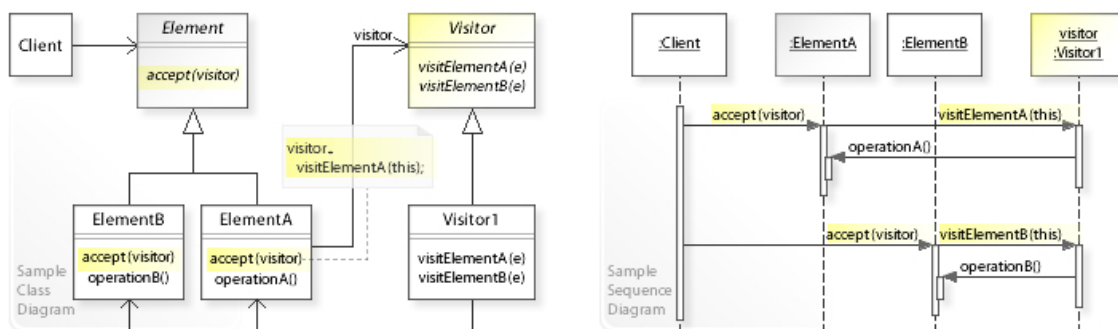 Client
Element
accept(visitor)
visitor
Visitor
visitElementA(e)
visitElementB(e)
visitor.
visitElementA(this);
ElementB
accept(visitor)
operationB()
ElementA
accept(visitor)
operationA()
Visitor1
visitElementA(e)
visitElementB(e)
Sample
Class
Diagram
:Client
:ElementA
:ElementB
visitor
:Visitor1
accept(visitor)
visitElementA(this)
operationA()
accept(visitor)
visitElementB(this)
operationB()
Sample
Sequence
Diagram